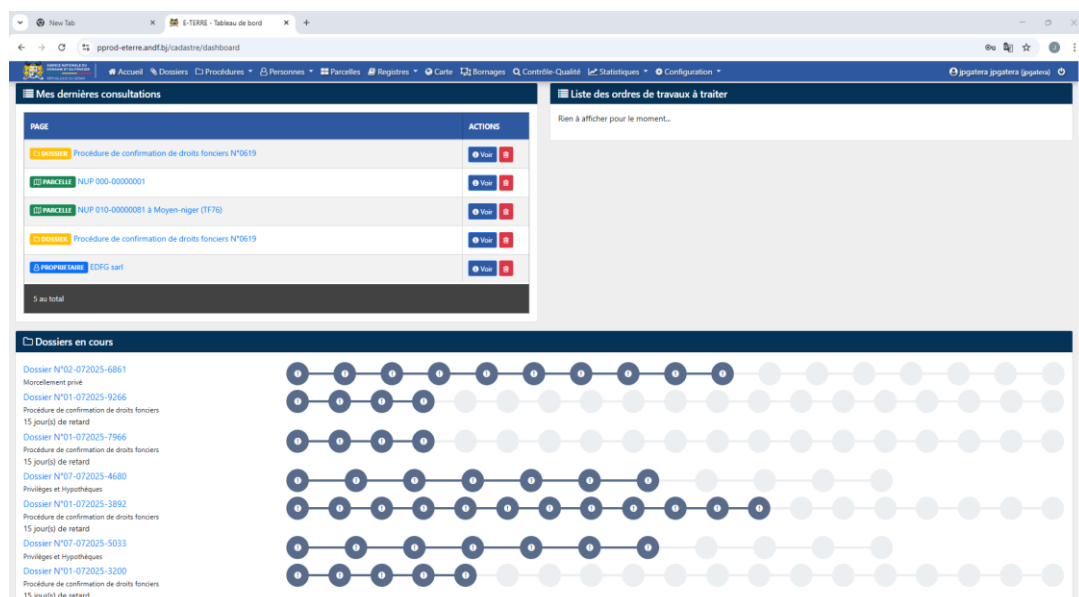 New Tab
E-TERRE - Tableau de bord
pprod-eterre.andf.bj/cadastre/dashboard
Accueil Dossiers Procédures Personnes Parcelles Registres Carte Bornages Contrôle-Qualité Statistiques Configuration jpgatera jpgatera (jpgatera)
Mes dernières consultations
PAGE ACTIONS
DOSSIER Procédure de confirmation de droits fonciers N°0619 Voir
PARCELLE NUP 000-00000001 Voir
PARCELLE NUP 010-00000081 à Moyen-niger (TF76) Voir
DOSSIER Procédure de confirmation de droits fonciers N°0619 Voir
PROPRIETAIRE EDFG sarl Voir
5 au total
Liste des ordres de travaux à traiter
Rien à afficher pour le moment...
Dossiers en cours
Dossier N°02-072025-6861
Morcellement privé
Dossier N°01-072025-9266
Procédure de confirmation de droits fonciers
15 jour(s) de retard
Dossier N°01-072025-7966
Procédure de confirmation de droits fonciers
15 jour(s) de retard
Dossier N°07-072025-4680
Privilèges et Hypothèques
Dossier N°01-072025-3892
Procédure de confirmation de droits fonciers
15 jour(s) de retard
Dossier N°07-072025-5033
Privilèges et Hypothèques
Dossier N°01-072025-3200
Procédure de confirmation de droits fonciers
15 jour(s) de retard